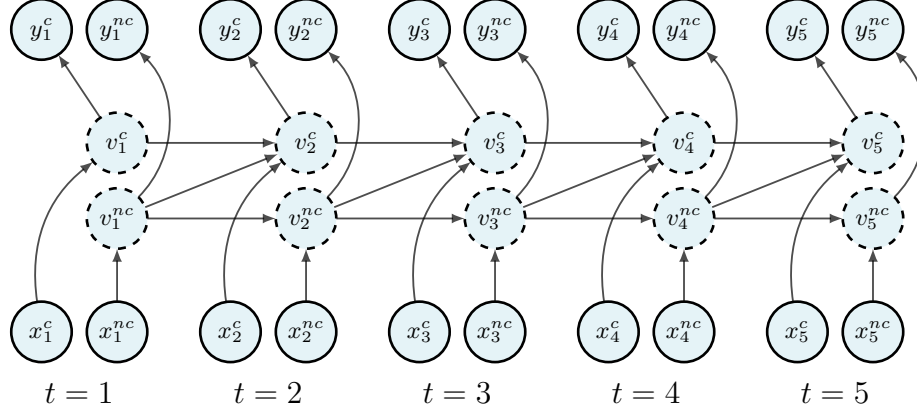 y_1^c y_1^{nc} y_2^c y_2^{nc} y_3^c y_3^{nc} y_4^c y_4^{nc} y_5^c y_5^{nc}
v_1^c v_2^c v_3^c v_4^c v_5^c
v_1^{nc} v_2^{nc} v_3^{nc} v_4^{nc} v_5^{nc}
x_1^c x_1^{nc} x_2^c x_2^{nc} x_3^c x_3^{nc} x_4^c x_4^{nc} x_5^c x_5^{nc}
t = 1 t = 2 t = 3 t = 4 t = 5